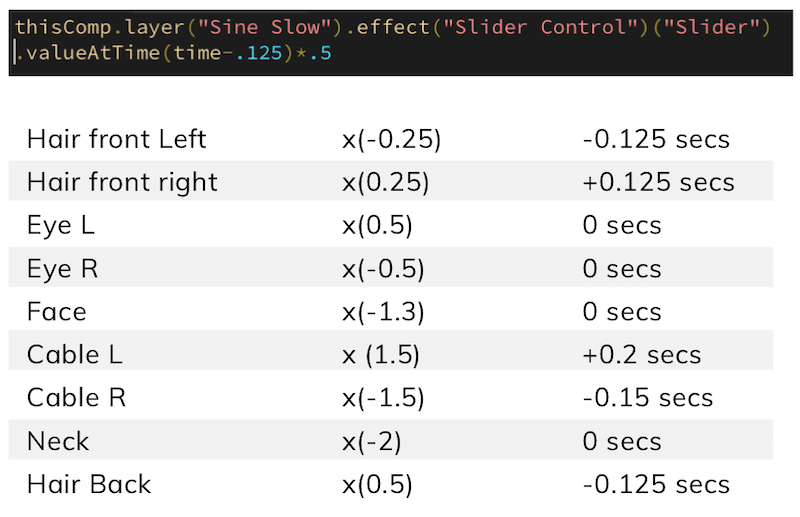 thisComp.layer("Sine Slow").effect("Slider Control")("Slider")
.valueAtTime(time-.125)*.5
Hair front Left x(-0.25) -0.125 secs
Hair front right x(0.25) +0.125 secs
Eye L x(0.5) 0 secs
Eye R x(-0.5) 0 secs
Face x(-1.3) 0 secs
Cable L x (1.5) +0.2 secs
Cable R x(-1.5) -0.15 secs
Neck x(-2) 0 secs
Hair Back x(0.5) -0.125 secs